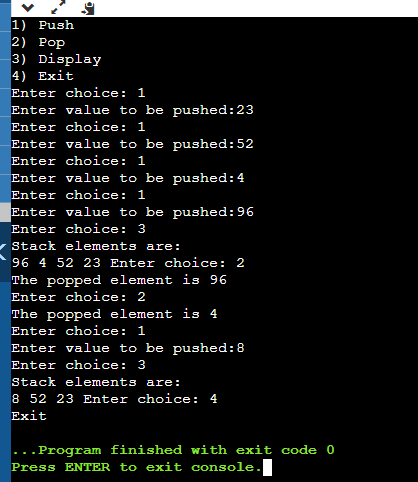 1) Push
2) Pop
3) Display
4) Exit
Enter choice: 1
Enter value to be pushed:23
Enter choice: 1
Enter value to be pushed:52
Enter choice: 1
Enter value to be pushed:4
Enter choice: 1
Enter value to be pushed:96
Enter choice: 3
Stack elements are:
96 4 52 23 Enter choice: 2
The popped element is 96
Enter choice: 2
The popped element is 4
Enter choice: 1
Enter value to be pushed:8
Enter choice: 3
Stack elements are:
8 52 23 Enter choice: 4
Exit
...Program finished with exit code 0
Press ENTER to exit console.